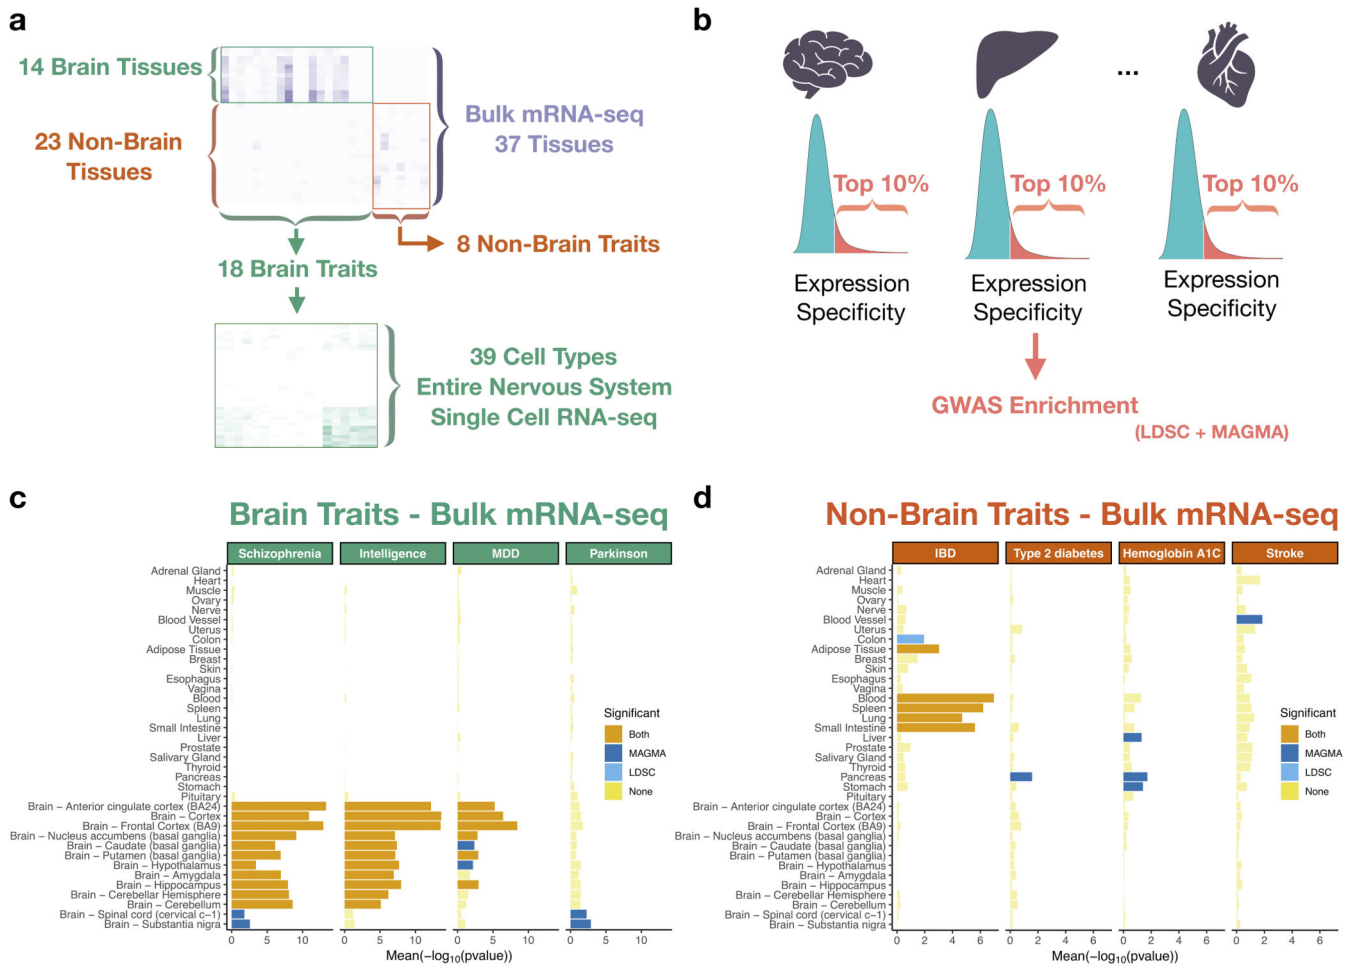 a
14 Brain Tissues
23 Non-Brain
Tissues
Bulk mRNA-seq
37 Tissues
8 Non-Brain Traits
18 Brain Traits
39 Cell Types
Entire Nervous System
Single Cell RNA-seq
b
...
Top 10%
Top 10%
Top 10%
Expression
Specificity
Expression
Specificity
Expression
Specificity
GWAS Enrichment
(LDSC + MAGMA)
c
Brain Traits - Bulk mRNA-seq
Schizophrenia
Intelligence
MDD
Parkinson
Adrenal Gland
Heart
Muscle
Ovary
Nerve
Blood Vessel
Uterus
Colon
Adipose Tissue
Breast
Skin
Esophagus
Vagina
Blood
Spleen
Lung
Small Intestine
Liver
Prostate
Salivary Gland
Thyroid
Pancreas
Stomach
Pituitary
Brain − Anterior cingulate cortex (BA24)
Brain − Cortex
Brain − Frontal Cortex (BA9)
Brain − Nucleus accumbens (basal ganglia)
Brain − Caudate (basal ganglia)
Brain − Putamen (basal ganglia)
Brain − Hypothalamus
Brain − Amygdala
Brain − Hippocampus
Brain − Cerebellar Hemisphere
Brain − Cerebellum
Brain − Spinal cord (cervical c−1)
Brain − Substantia nigra
0 5 10 0 5 10 0 5 10 0 5 10
Mean(−log10(pvalue))
Significant
Both
MAGMA
LDSC
None
d
Non-Brain Traits - Bulk mRNA-seq
IBD
Type 2 diabetes
Hemoglobin A1C
Stroke
Adrenal Gland
Heart
Muscle
Ovary
Nerve
Blood Vessel
Uterus
Colon
Adipose Tissue
Breast
Skin
Esophagus
Vagina
Blood
Spleen
Lung
Small Intestine
Liver
Prostate
Salivary Gland
Thyroid
Pancreas
Stomach
Pituitary
Brain − Anterior cingulate cortex (BA24)
Brain − Cortex
Brain − Frontal Cortex (BA9)
Brain − Nucleus accumbens (basal ganglia)
Brain − Caudate (basal ganglia)
Brain − Putamen (basal ganglia)
Brain − Hypothalamus
Brain − Amygdala
Brain − Hippocampus
Brain − Cerebellar Hemisphere
Brain − Cerebellum
Brain − Spinal cord (cervical c−1)
Brain − Substantia nigra
0 2 4 6 0 2 4 6 0 2 4 6 0 2 4 6
Mean(−log10(pvalue))
Significant
Both
MAGMA
LDSC
None